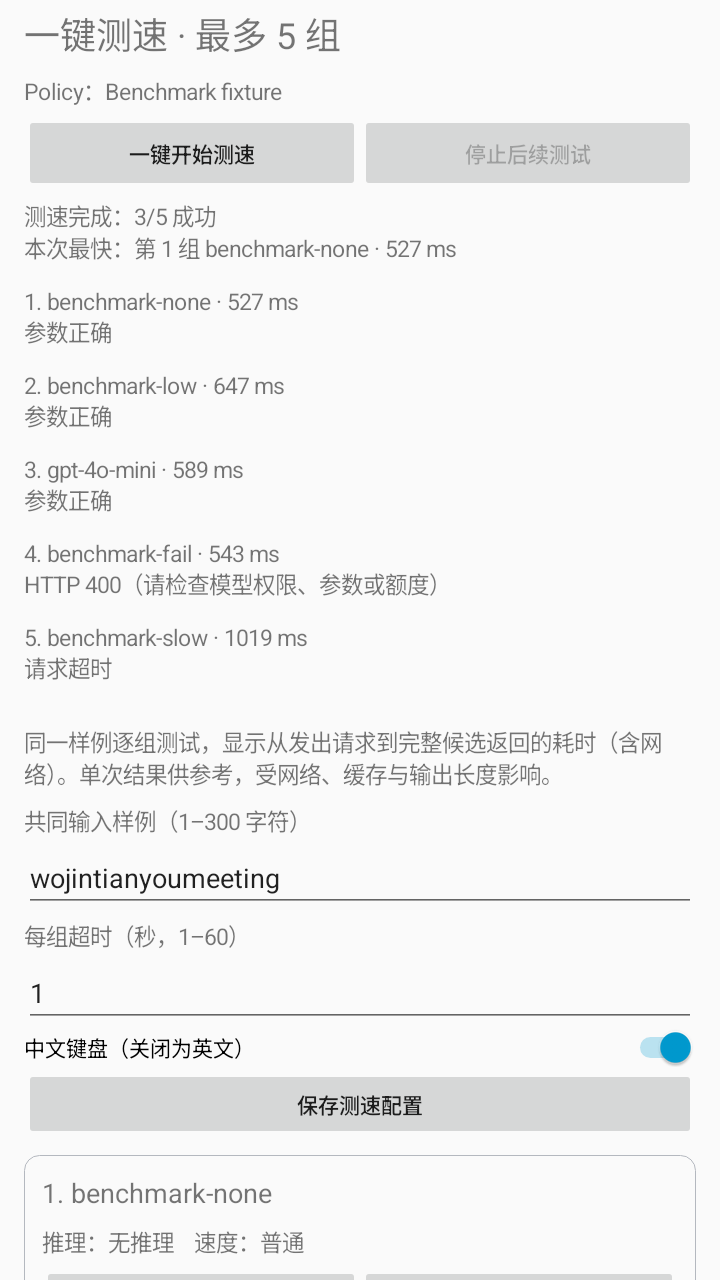 一键测速 · 最多 5 组
Policy：Benchmark fixture
一键开始测速
停止后续测试
测速完成：3/5 成功
本次最快：第 1 组 benchmark-none · 527 ms
1. benchmark-none · 527 ms
参数正确
2. benchmark-low · 647 ms
参数正确
3. gpt-4o-mini · 589 ms
参数正确
4. benchmark-fail · 543 ms
HTTP 400（请检查模型权限、参数或额度）
5. benchmark-slow · 1019 ms
请求超时
同一样例逐组测试，显示从发出请求到完整候选返回的耗时（含网
络）。单次结果供参考，受网络、缓存与输出长度影响。
共同输入样例（1–300 字符）
wojintianyoumeeting
每组超时（秒，1–60）
1
中文键盘（关闭为英文）
保存测速配置
1. benchmark-none
推理：无推理　速度：普通